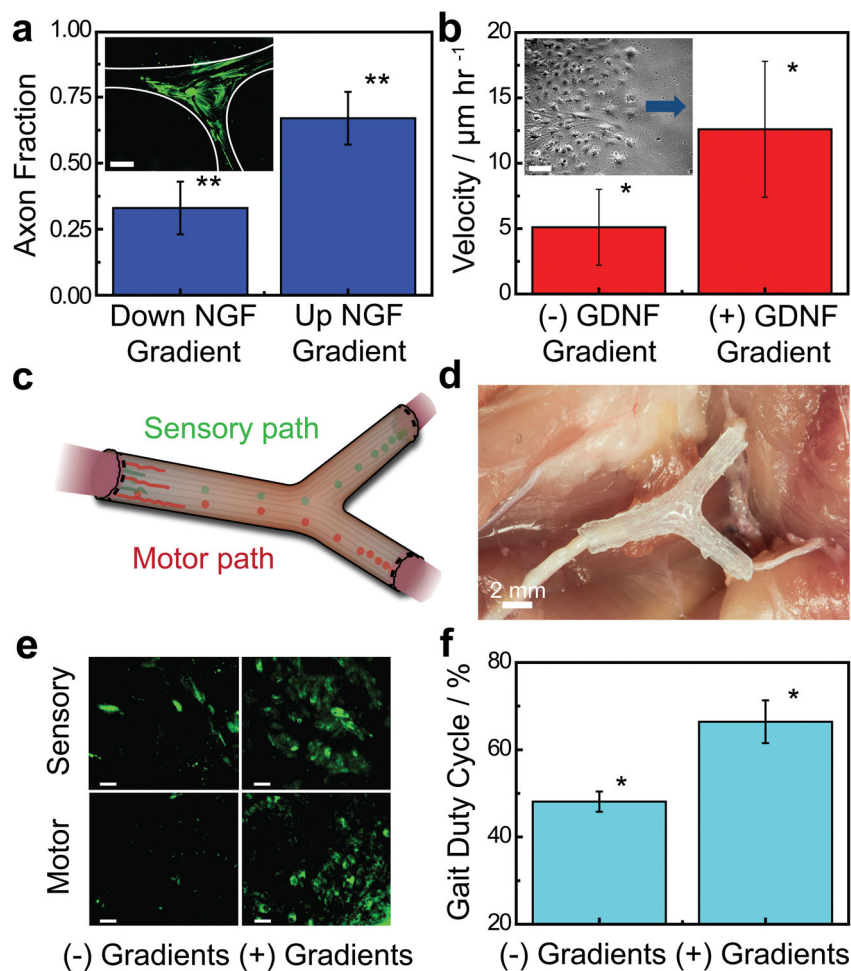 a
1.00
0.75
0.50
0.25
0.00
Axon Fraction
**
**
Down NGF
Gradient
Up NGF
Gradient
b
20
15
10
5
0
Velocity / μm hr -1
*
*
(-) GDNF
Gradient
(+) GDNF
Gradient
c
Sensory path
Motor path
d
2 mm
e
Sensory
Motor
(-) Gradients (+) Gradients
f
80
60
40
20
Gait Duty Cycle / %
*
*
(-) Gradients (+) Gradients